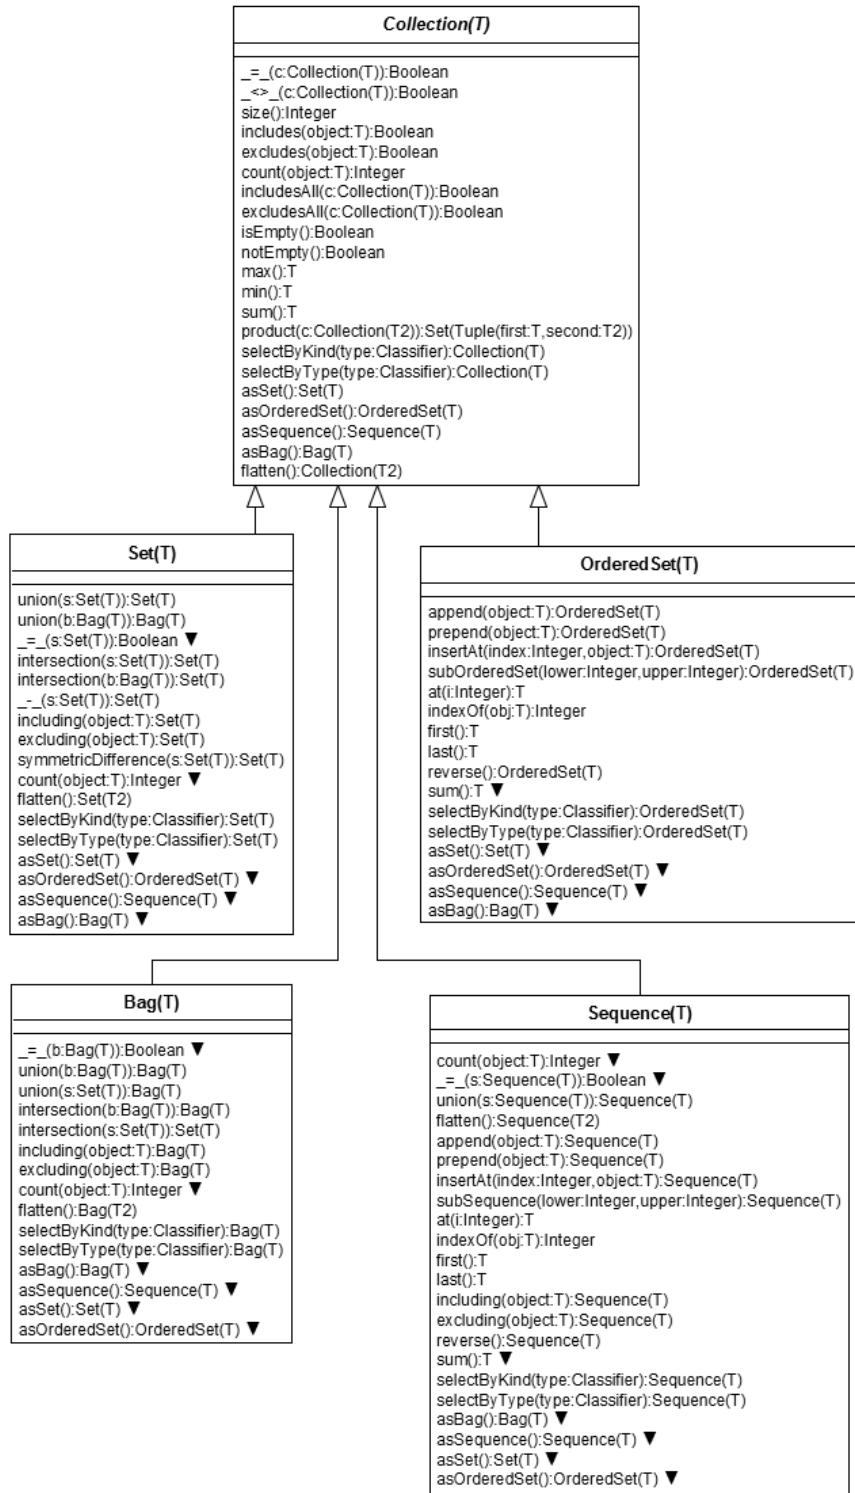 Collection(T)
_=_(c:Collection(T)):Boolean
_<>_(c:Collection(T)):Boolean
size():Integer
includes(object:T):Boolean
excludes(object:T):Boolean
count(object:T):Integer
includesAll(c:Collection(T)):Boolean
excludesAll(c:Collection(T)):Boolean
isEmpty():Boolean
notEmpty():Boolean
max():T
min():T
sum():T
product(c:Collection(T2)):Set(Tuple(first:T,second:T2))
selectByKind(type:Classifier):Collection(T)
selectByType(type:Classifier):Collection(T)
asSet():Set(T)
asOrderedSet():OrderedSet(T)
asSequence():Sequence(T)
asBag():Bag(T)
flatten():Collection(T2)
Set(T)
union(s:Set(T)):Set(T)
union(b:Bag(T)):Bag(T)
_=_(s:Set(T)):Boolean ▼
intersection(s:Set(T)):Set(T)
intersection(b:Bag(T)):Set(T)
_-_(s:Set(T)):Set(T)
including(object:T):Set(T)
excluding(object:T):Set(T)
symmetricDifference(s:Set(T)):Set(T)
count(object:T):Integer ▼
flatten():Set(T2)
selectByKind(type:Classifier):Set(T)
selectByType(type:Classifier):Set(T)
asSet():Set(T) ▼
asOrderedSet():OrderedSet(T) ▼
asSequence():Sequence(T) ▼
asBag():Bag(T) ▼
OrderedSet(T)
append(object:T):OrderedSet(T)
prepend(object:T):OrderedSet(T)
insertAt(index:Integer,object:T):OrderedSet(T)
subOrderedSet(lower:Integer,upper:Integer):OrderedSet(T)
at(i:Integer):T
indexOf(obj:T):Integer
first():T
last():T
reverse():OrderedSet(T)
sum():T ▼
selectByKind(type:Classifier):OrderedSet(T)
selectByType(type:Classifier):OrderedSet(T)
asSet():Set(T) ▼
asOrderedSet():OrderedSet(T) ▼
asSequence():Sequence(T) ▼
asBag():Bag(T) ▼
Bag(T)
_=_(b:Bag(T)):Boolean ▼
union(b:Bag(T)):Bag(T)
union(s:Set(T)):Bag(T)
intersection(b:Bag(T)):Bag(T)
intersection(s:Set(T)):Set(T)
including(object:T):Bag(T)
excluding(object:T):Bag(T)
count(object:T):Integer ▼
flatten():Bag(T2)
selectByKind(type:Classifier):Bag(T)
selectByType(type:Classifier):Bag(T)
asBag():Bag(T) ▼
asSequence():Sequence(T) ▼
asSet():Set(T) ▼
asOrderedSet():OrderedSet(T) ▼
Sequence(T)
count(object:T):Integer ▼
_=_(s:Sequence(T)):Boolean ▼
union(s:Sequence(T)):Sequence(T)
flatten():Sequence(T2)
append(object:T):Sequence(T)
prepend(object:T):Sequence(T)
insertAt(index:Integer,object:T):Sequence(T)
subSequence(lower:Integer,upper:Integer):Sequence(T)
at(i:Integer):T
indexOf(obj:T):Integer
first():T
last():T
including(object:T):Sequence(T)
excluding(object:T):Sequence(T)
reverse():Sequence(T)
sum():T ▼
selectByKind(type:Classifier):Sequence(T)
selectByType(type:Classifier):Sequence(T)
asBag():Bag(T) ▼
asSequence():Sequence(T) ▼
asSet():Set(T) ▼
asOrderedSet():OrderedSet(T) ▼